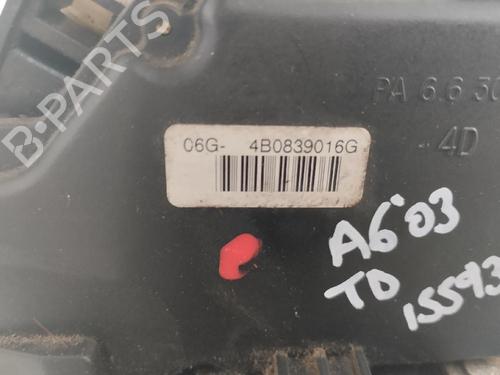 B-PARTS
PA 6.6 30
- 4D
06G- 4B0839016G
A6'03
TD
15593